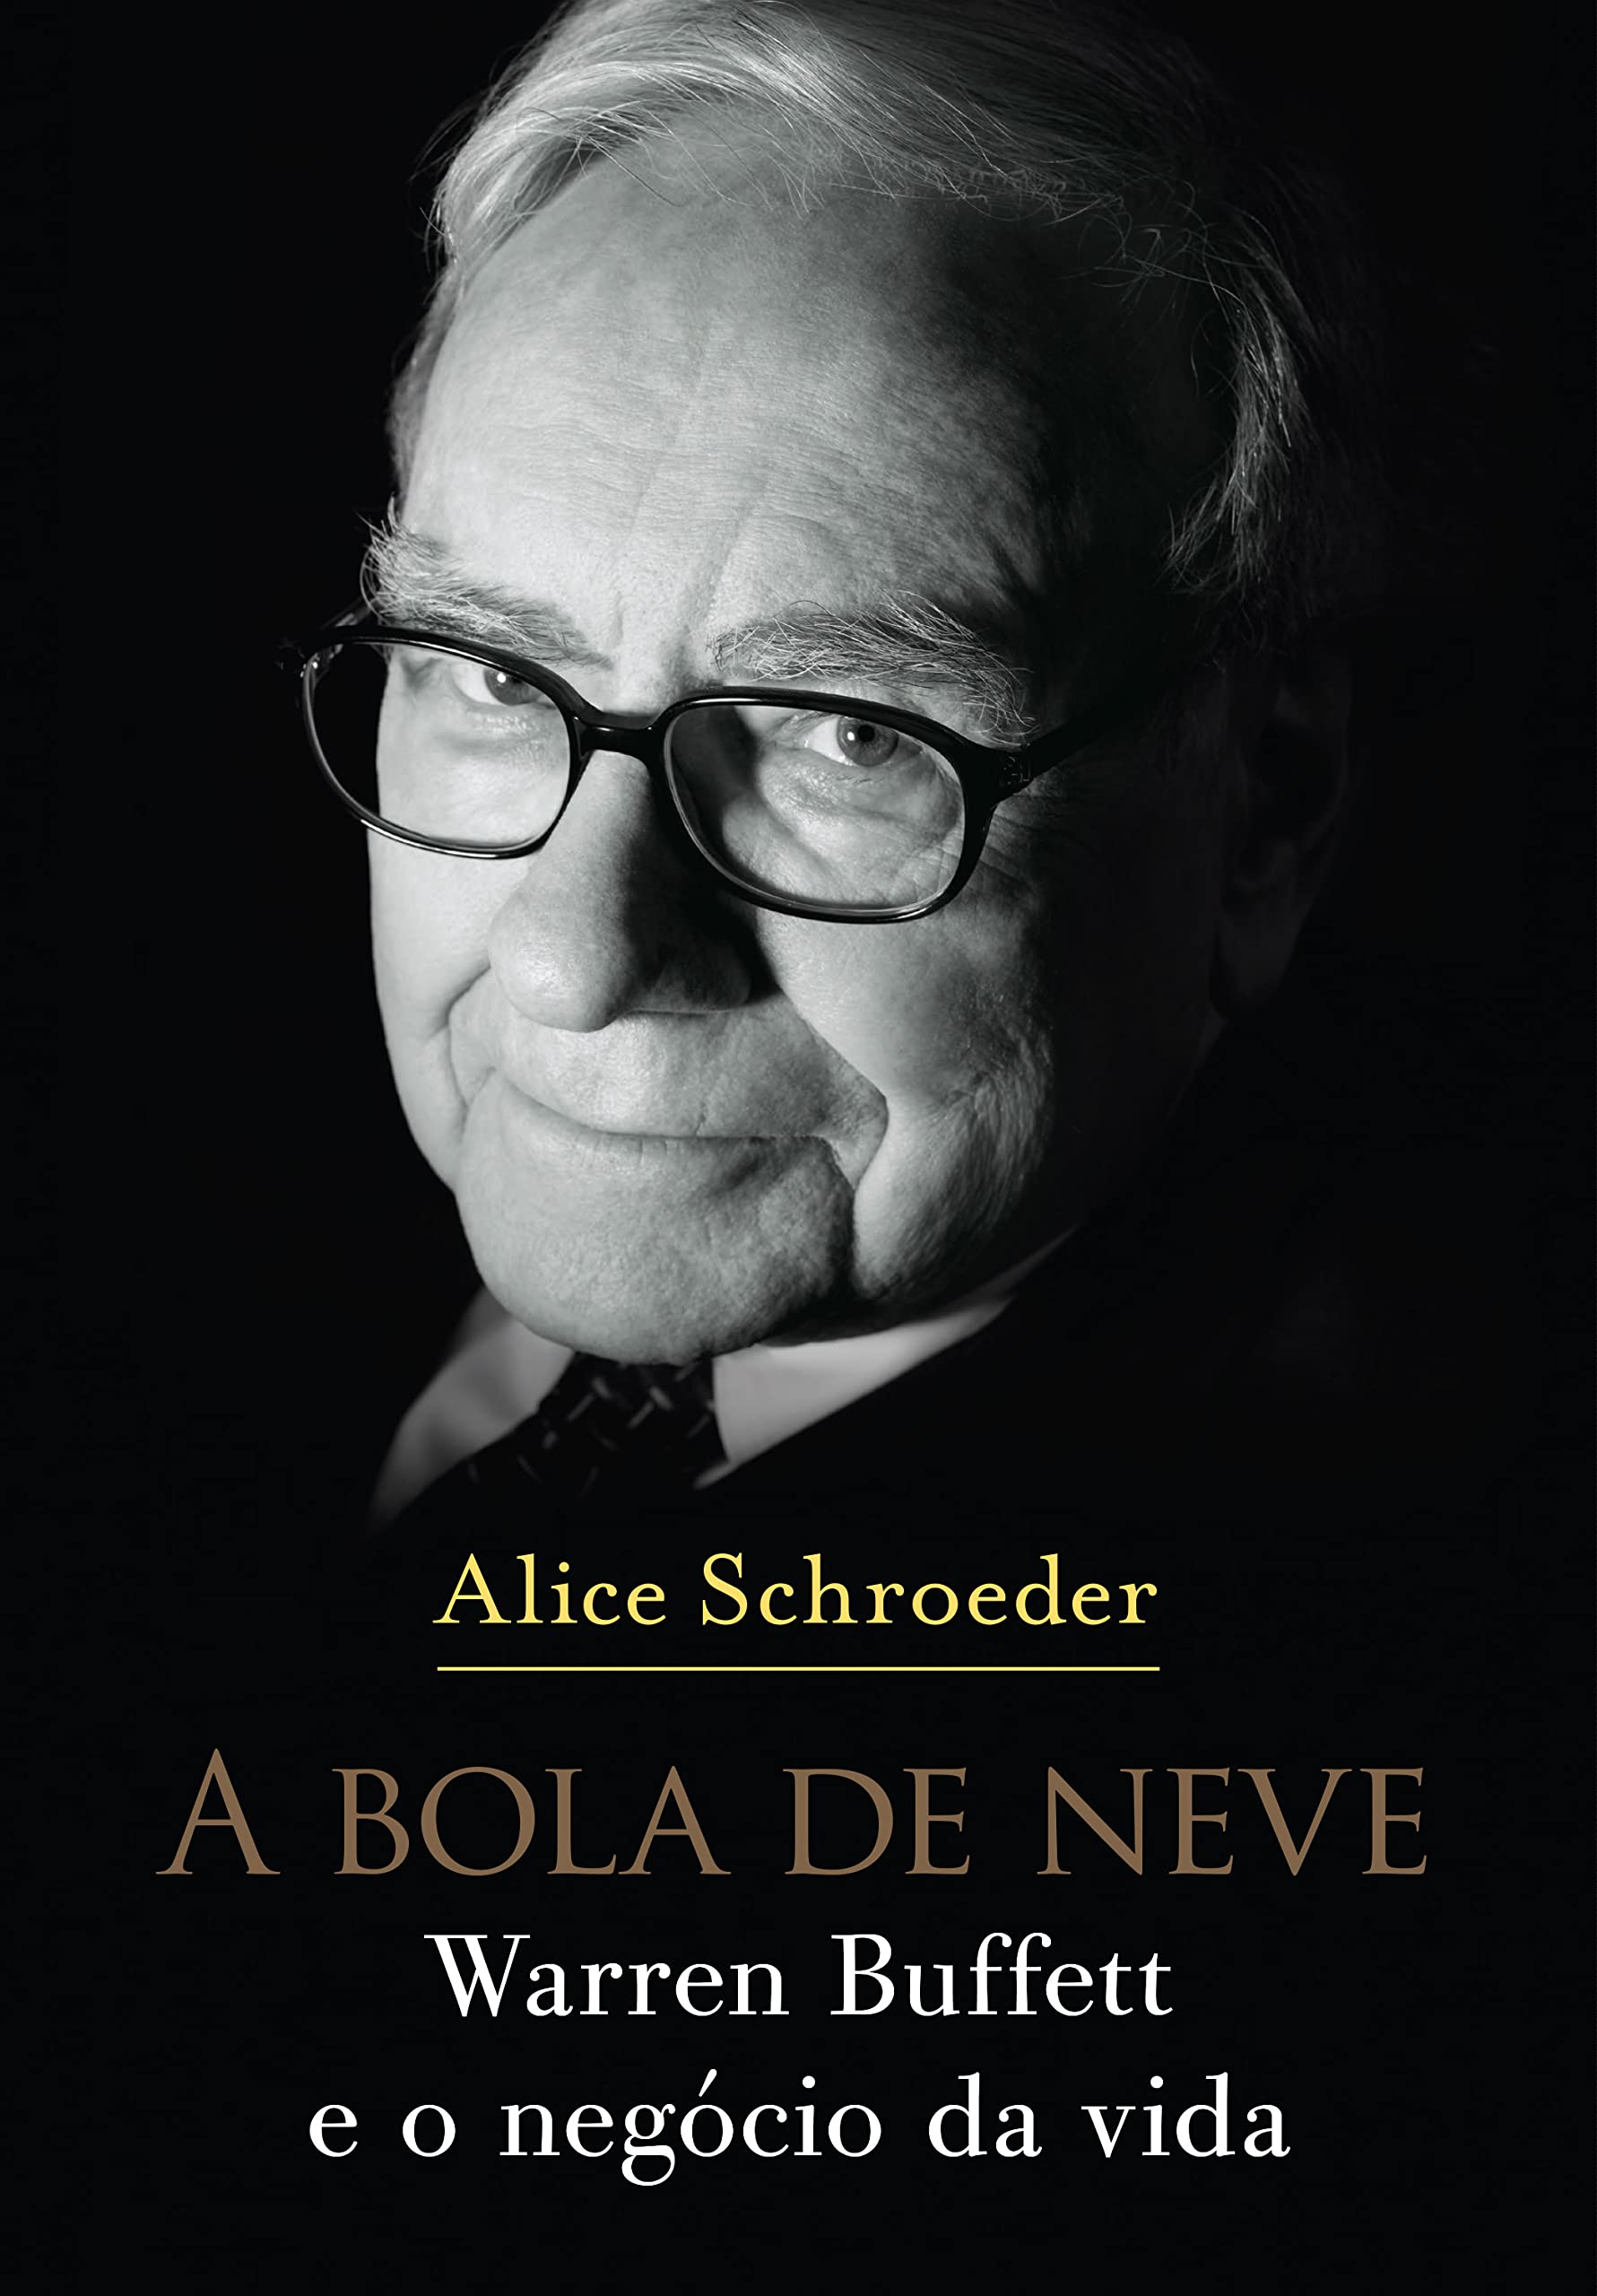 Alice Schroeder
A BOLA DE NEVE
Warren Buffett
e o negócio da vida